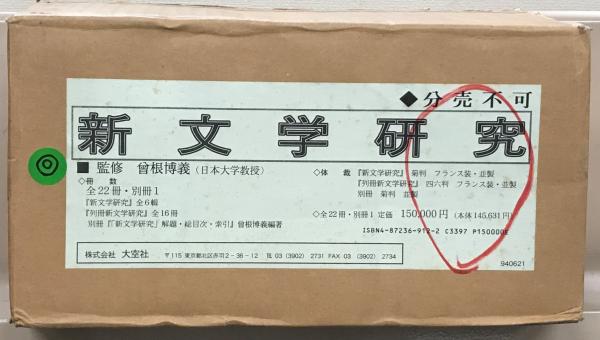 ◆分売不可
新文学研究
■監修 曾根博義（日本大学教授）
◇冊 数
全22冊・別冊1
『新文学研究』全6輯
『列冊新文学研究』全16冊
別冊『「新文学研究」解題・総目次・索引』曾根博義編著
◇体 裁 『新文学研究』菊判 フランス装・並製
『列冊新文学研究』四六判 フランス装・並製
別冊 菊判 並製
◇全22冊・別冊1 定価 150,000円（本体145,631円）
ISBN4-87236-912-2 C3397 P150000E
株式会社 大空社 〒115 東京都北区赤羽2-36-12 TEL 03 (3902) 2731 FAX 03 (3902) 2734
940621